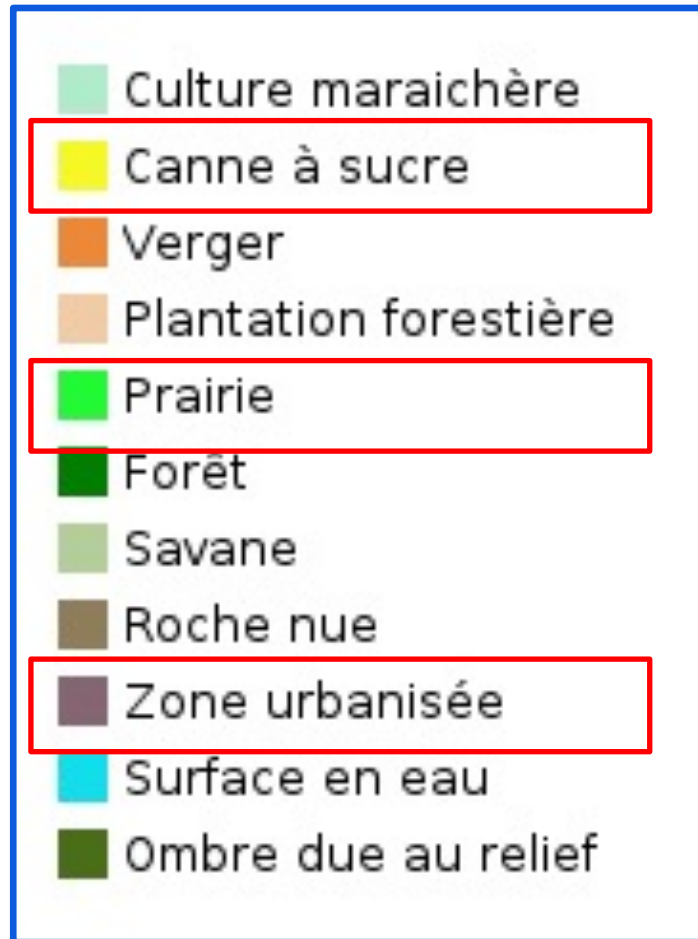 Culture maraichère
Canne à sucre
Verger
Plantation forestière
Prairie
Forêt
Savane
Roche nue
Zone urbanisée
Surface en eau
Ombre due au relief